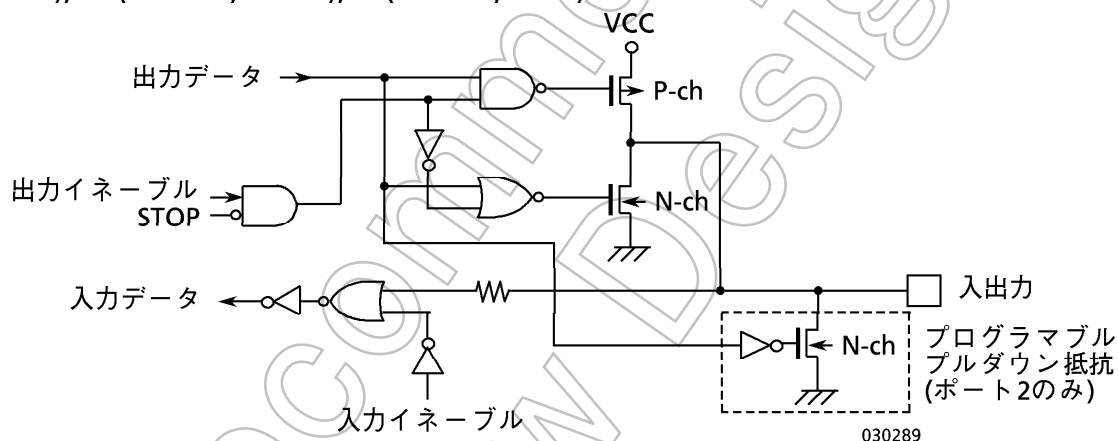 VCC
出力データ
P-ch
出力イネーブル
STOP
N-ch
入力データ
入出力
N-ch
プログラマブル
プルダウン抵抗
(ポート2のみ)
入力イネーブル
030289